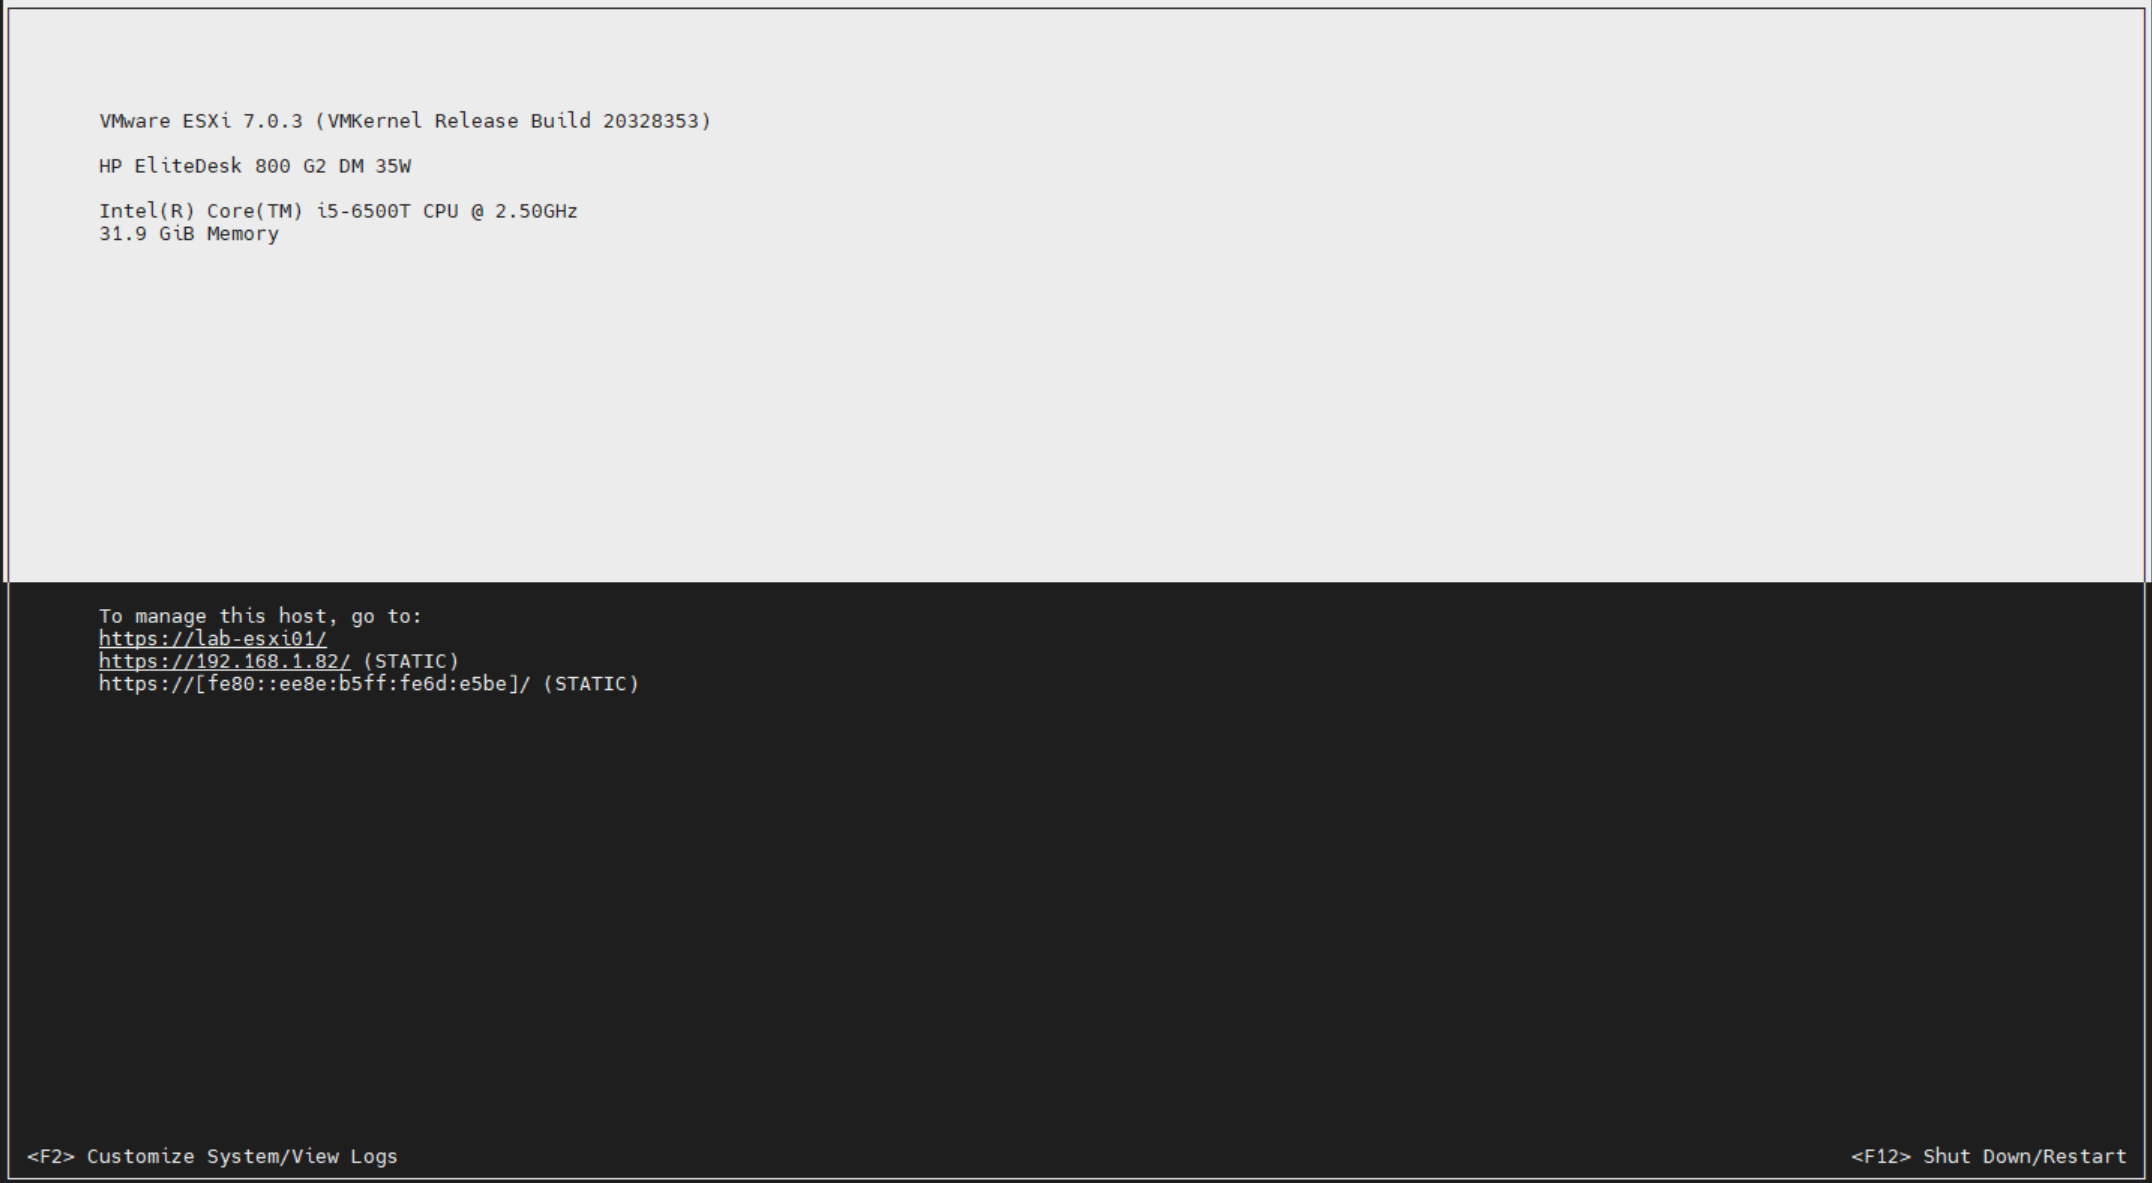 VMware ESXi 7.0.3 (VMKernel Release Build 20328353)
HP EliteDesk 800 G2 DM 35W
Intel(R) Core(TM) i5-6500T CPU @ 2.50GHz
31.9 GiB Memory
To manage this host, go to:
https://lab-esxi01/
https://192.168.1.82/ (STATIC)
https://[fe80::ee8e:b5ff:fe6d:e5be]/ (STATIC)
<F2> Customize System/View Logs
<F12> Shut Down/Restart